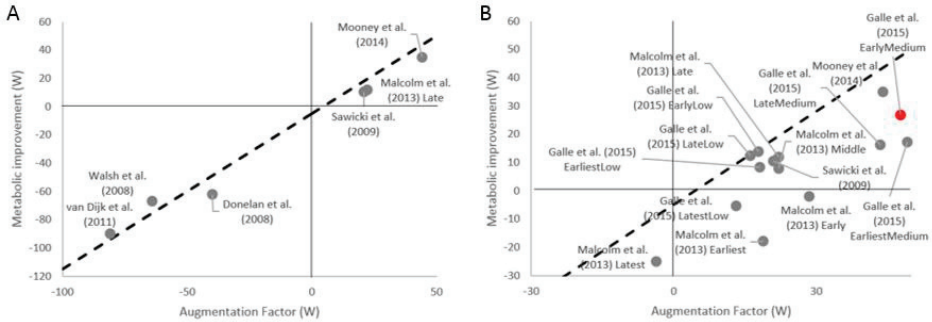 A
60
40
20
0
-20
-40
-60
-80
-100
-120
Metabolic improvement (W)
Mooney et al.
(2014)
Malcolm et al.
(2013) Late
Sawicki et al.
(2009)
Walsh et al.
(2008)
van Dijk et al.
(2011)
Donelan et al.
(2008)
-100
-50
0
50
Augmentation Factor (W)
B
60
50
40
30
20
10
0
-10
-20
-30
Metabolic improvement (W)
Galle et al.
(2015)
EarlyMedium
Malcolm et al.
(2013) Late
Galle et al.
(2015)
LateMedium
Mooney et al.
(2014)
Galle et al.
(2015) EarlyLow
Galle et al.
(2015) LateLow
Malcolm et al.
(2013) Middle
Galle et al. (2015)
EarliestLow
Sawicki et al.
(2009)
Galle et al.
(2015) LatestLow
Malcolm et al.
(2013) Early
Galle et al.
(2015)
EarliestMedium
Malcolm et al.
(2013) Earliest
Malcolm et al.
(2013) Latest
0
30
Augmentation Factor (W)